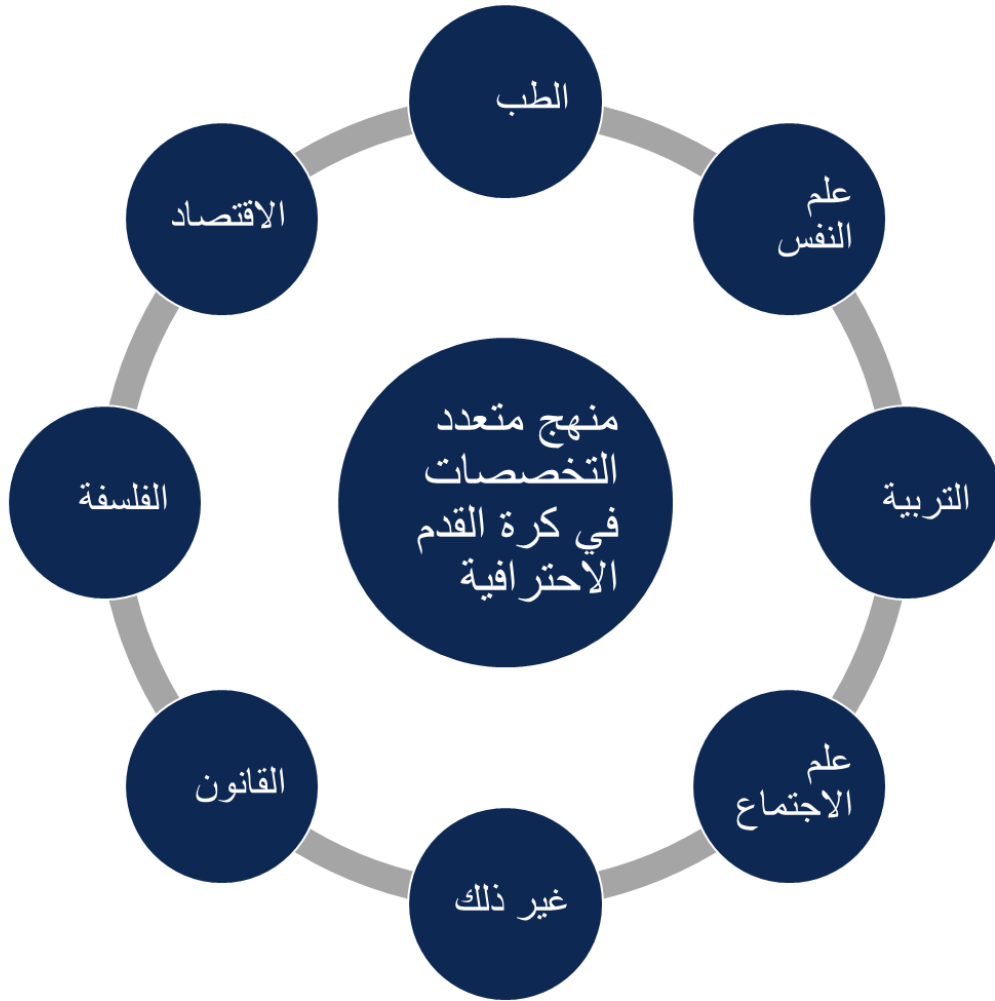 الطب
علم
النفس
التربية
علم
الاجتماع
غير ذلك
القانون
الفلسفة
الاقتصاد
منهج متعدد
التخصصات
في كرة القدم
الاحترافية